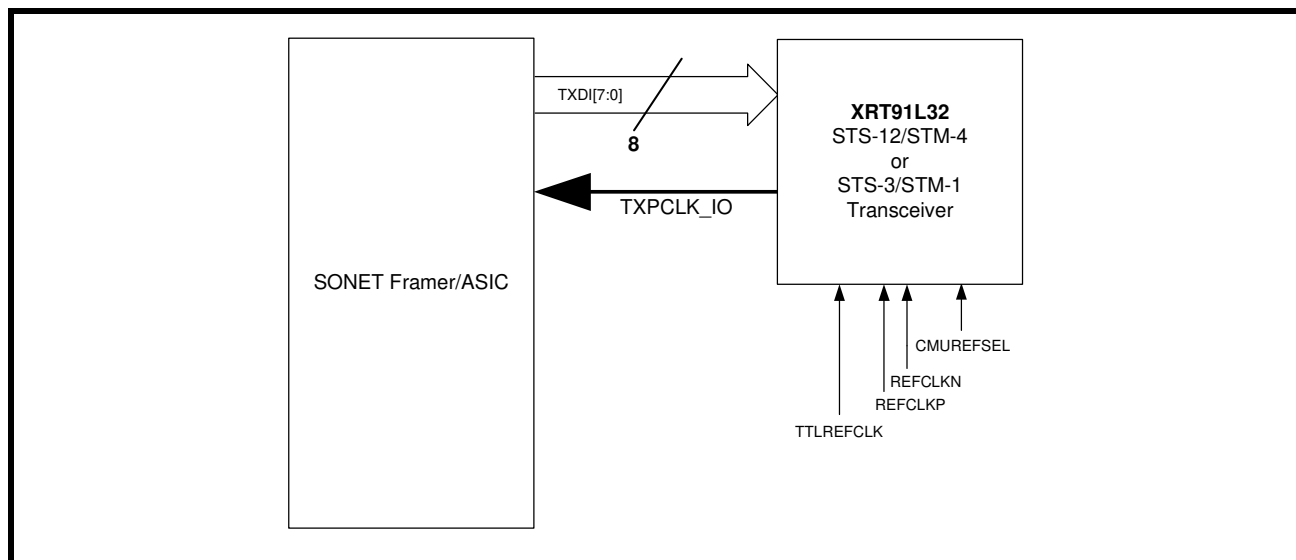 TXDI[7:0]
8
TXPCLK_IO
SONET Framer/ASIC
XRT91L32
STS-12/STM-4
or
STS-3/STM-1
Transceiver
CMUREFSEL
REFCLKN
REFCLKP
TTLREFCLK